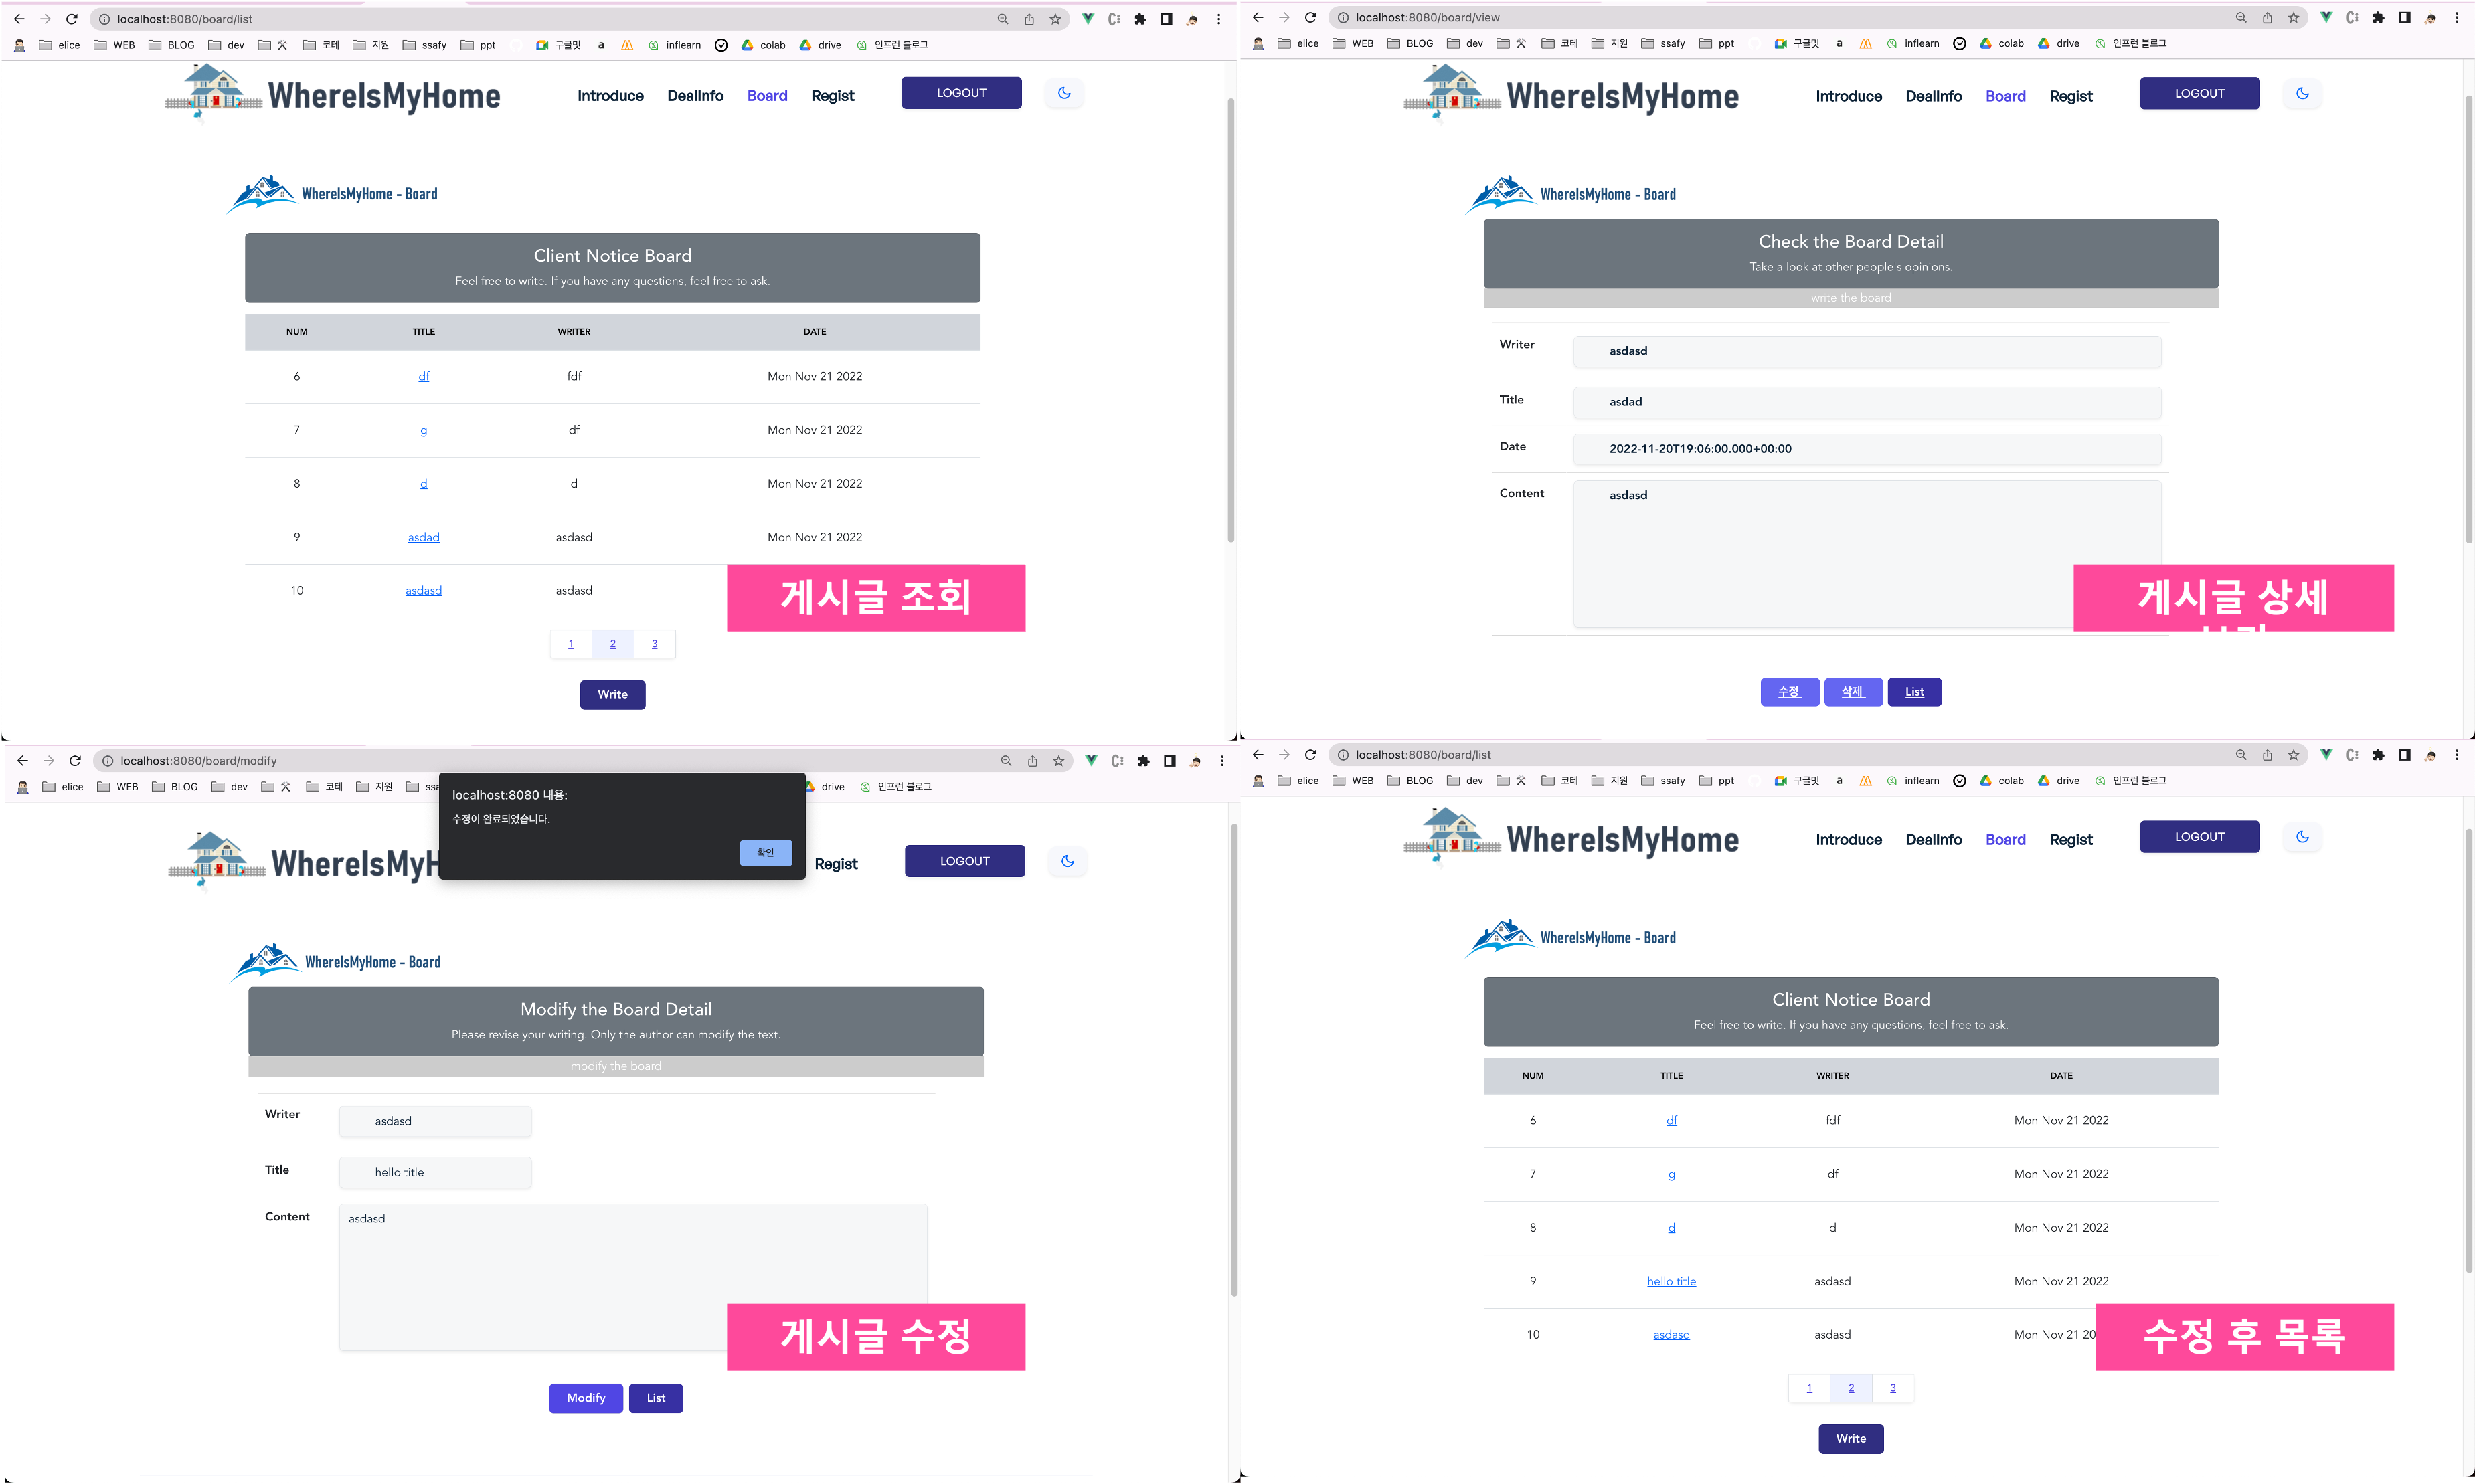 localhost:8080/board/list
elice WEB BLOG dev 코테 지원 ssafy ppt 구글밋 a inflearn colab drive 인프런 블로그
WhereIsMyHome Introduce DealInfo Board Regist LOGOUT
WhereIsMyHome - Board
Client Notice Board
Feel free to write. If you have any questions, feel free to ask.
NUM TITLE WRITER DATE
6 df fdf Mon Nov 21 2022
7 g df Mon Nov 21 2022
8 d d Mon Nov 21 2022
9 asdad asdasd Mon Nov 21 2022
10 asdasd asdasd
게시글 조회
1 2 3
Write
localhost:8080/board/view
elice WEB BLOG dev 코테 지원 ssafy ppt 구글밋 a inflearn colab drive 인프런 블로그
WhereIsMyHome Introduce DealInfo Board Regist LOGOUT
WhereIsMyHome - Board
Check the Board Detail
Take a look at other people's opinions.
write the board
Writer asdasd
Title asdad
Date 2022-11-20T19:06:00.000+00:00
Content asdasd
게시글 상세
수정 삭제 List
localhost:8080/board/modify
elice WEB BLOG dev 코테 지원 ssa drive 인프런 블로그
localhost:8080 내용:
수정이 완료되었습니다.
확인
WhereIsMyH Regist LOGOUT
WhereIsMyHome - Board
Modify the Board Detail
Please revise your writing. Only the author can modify the text.
modify the board
Writer asdasd
Title hello title
Content asdasd
게시글 수정
Modify List
localhost:8080/board/list
elice WEB BLOG dev 코테 지원 ssafy ppt 구글밋 a inflearn colab drive 인프런 블로그
WhereIsMyHome Introduce DealInfo Board Regist LOGOUT
WhereIsMyHome - Board
Client Notice Board
Feel free to write. If you have any questions, feel free to ask.
NUM TITLE WRITER DATE
6 df fdf Mon Nov 21 2022
7 g df Mon Nov 21 2022
8 d d Mon Nov 21 2022
9 hello title asdasd Mon Nov 21 2022
10 asdasd asdasd Mon Nov 21 20
수정 후 목록
1 2 3
Write